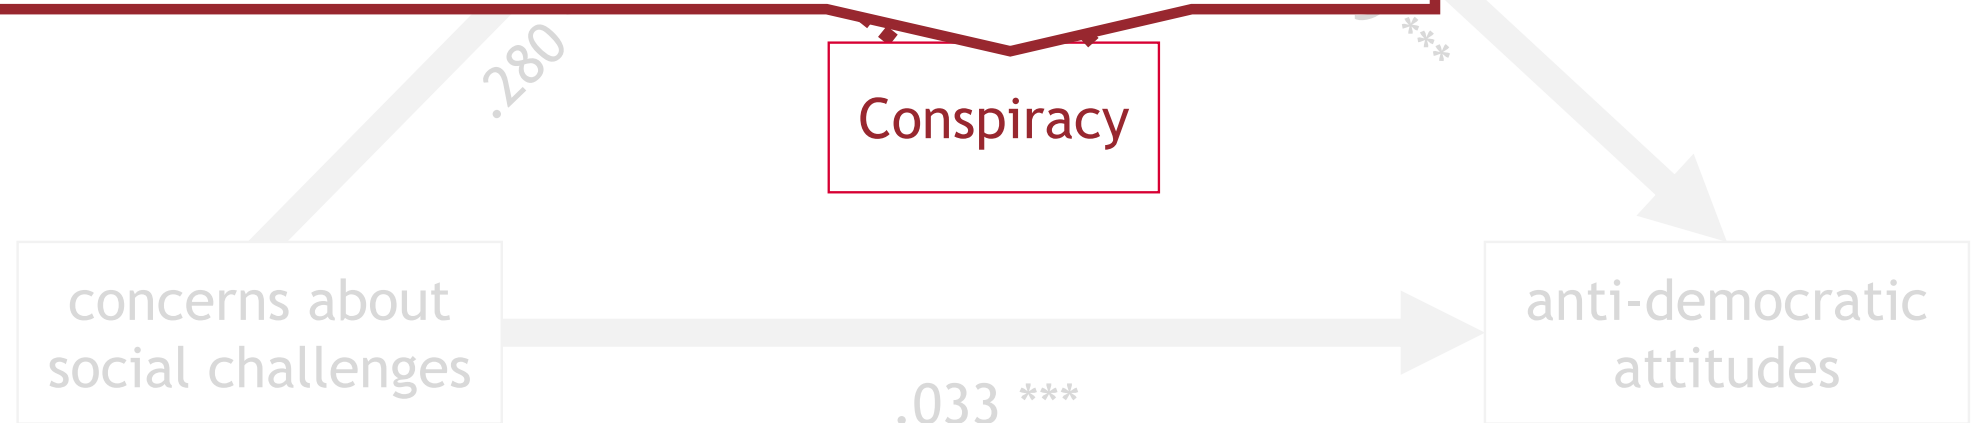 .280
***
Conspiracy
concerns about
social challenges
anti-democratic
attitudes
.033 ***